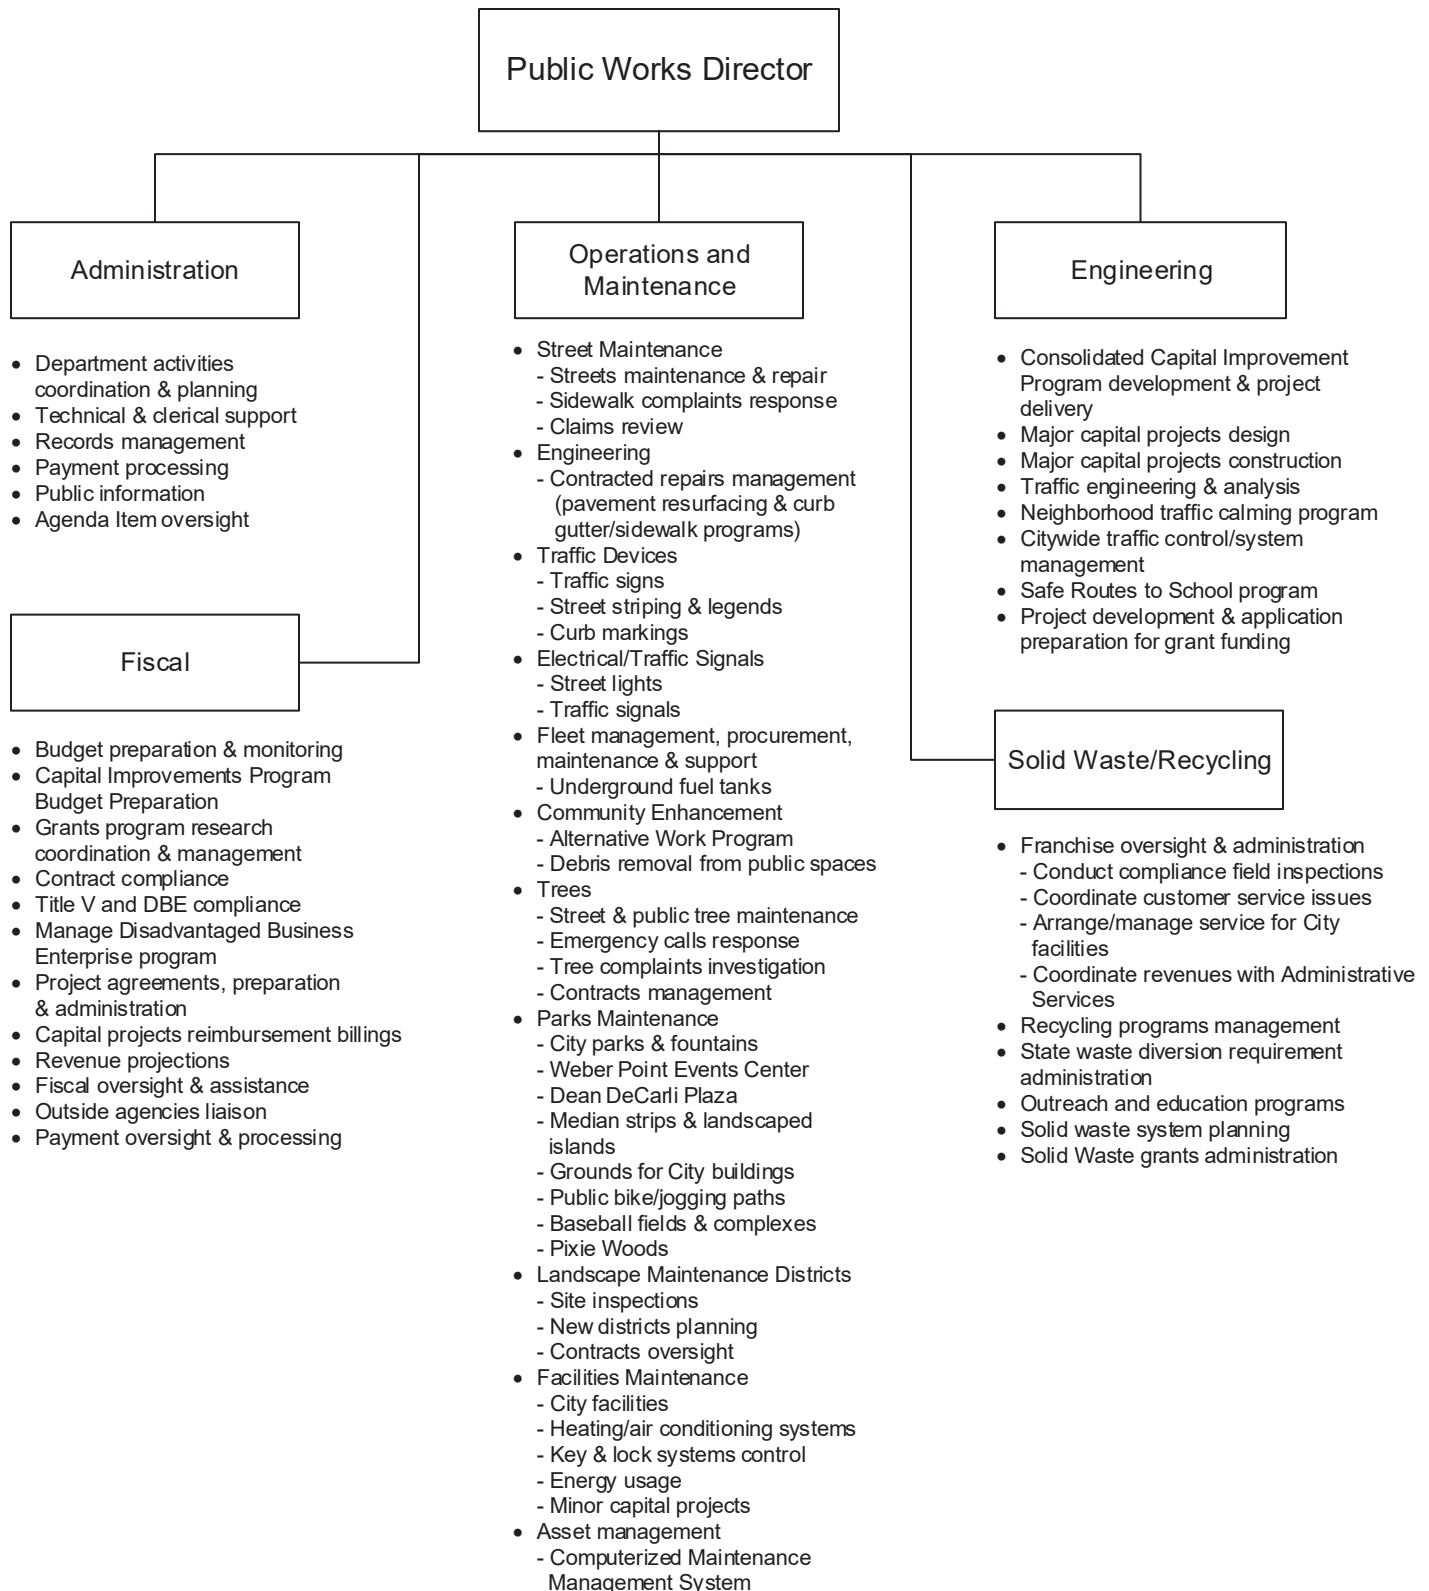 Public Works Director
Administration
• Department activities
coordination & planning
• Technical & clerical support
• Records management
• Payment processing
• Public information
• Agenda Item oversight
Fiscal
• Budget preparation & monitoring
• Capital Improvements Program
Budget Preparation
• Grants program research
coordination & management
• Contract compliance
• Title V and DBE compliance
• Manage Disadvantaged Business
Enterprise program
• Project agreements, preparation
& administration
• Capital projects reimbursement billings
• Revenue projections
• Fiscal oversight & assistance
• Outside agencies liaison
• Payment oversight & processing
Operations and
Maintenance
• Street Maintenance
- Streets maintenance & repair
- Sidewalk complaints response
- Claims review
• Engineering
- Contracted repairs management
(pavement resurfacing & curb
gutter/sidewalk programs)
• Traffic Devices
- Traffic signs
- Street striping & legends
- Curb markings
• Electrical/Traffic Signals
- Street lights
- Traffic signals
• Fleet management, procurement,
maintenance & support
- Underground fuel tanks
• Community Enhancement
- Alternative Work Program
- Debris removal from public spaces
• Trees
- Street & public tree maintenance
- Emergency calls response
- Tree complaints investigation
- Contracts management
• Parks Maintenance
- City parks & fountains
- Weber Point Events Center
- Dean DeCarli Plaza
- Median strips & landscaped
islands
- Grounds for City buildings
- Public bike/jogging paths
- Baseball fields & complexes
- Pixie Woods
• Landscape Maintenance Districts
- Site inspections
- New districts planning
- Contracts oversight
• Facilities Maintenance
- City facilities
- Heating/air conditioning systems
- Key & lock systems control
- Energy usage
- Minor capital projects
• Asset management
- Computerized Maintenance
Management System
Engineering
• Consolidated Capital Improvement
Program development & project
delivery
• Major capital projects design
• Major capital projects construction
• Traffic engineering & analysis
• Neighborhood traffic calming program
• Citywide traffic control/system
management
• Safe Routes to School program
• Project development & application
preparation for grant funding
Solid Waste/Recycling
• Franchise oversight & administration
- Conduct compliance field inspections
- Coordinate customer service issues
- Arrange/manage service for City
facilities
- Coordinate revenues with Administrative
Services
• Recycling programs management
• State waste diversion requirement
administration
• Outreach and education programs
• Solid waste system planning
• Solid Waste grants administration